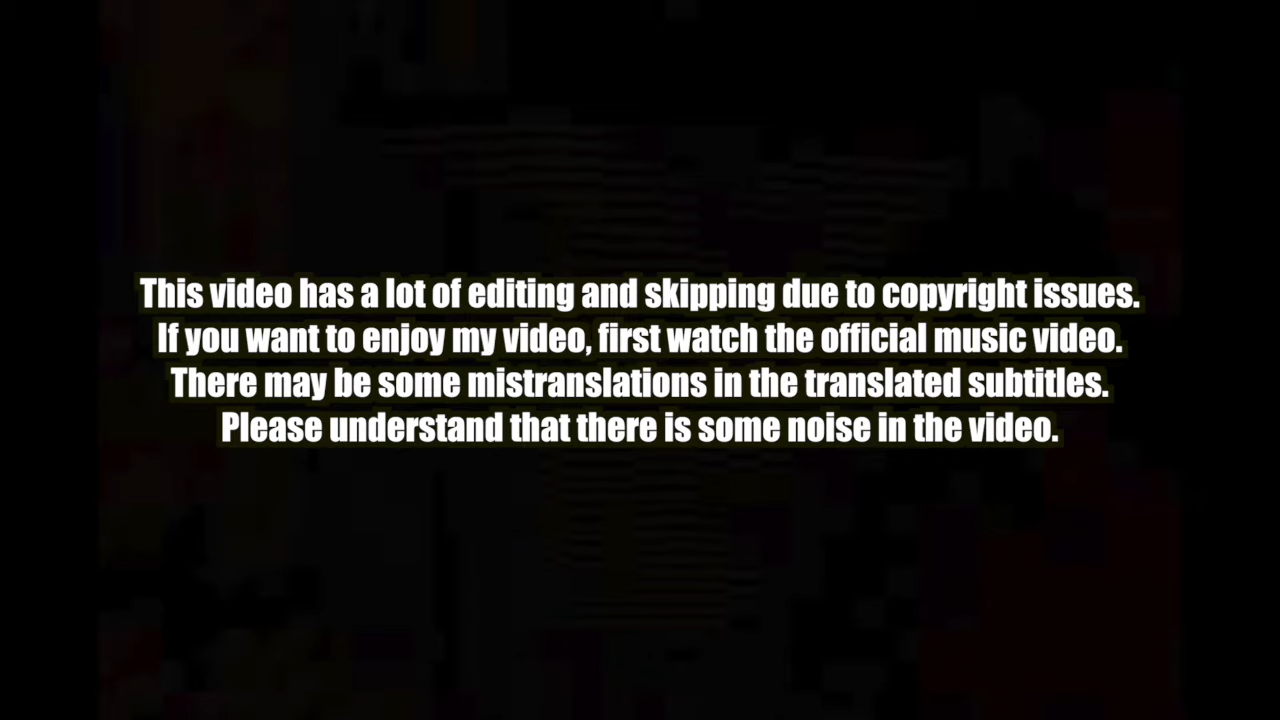 This video has a lot of editing and skipping due to copyright issues.
If you want to enjoy my video, first watch the official music video.
There may be some mistranslations in the translated subtitles.
Please understand that there is some noise in the video.